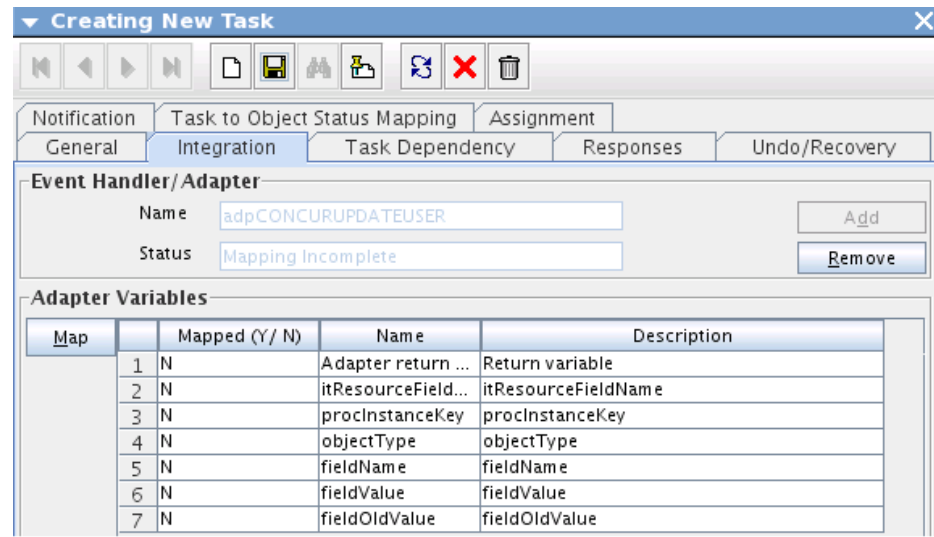 Creating New Task
Notification Task to Object Status Mapping Assignment
General Integration Task Dependency Responses Undo/Recovery
Event Handler/Adapter
Name adpCONCURUPDATEUSER Add
Status Mapping Incomplete Remove
Adapter Variables
Map Mapped (Y/ N) Name Description
1 N Adapter return ... Return variable
2 N itResourceField... itResourceFieldName
3 N procInstanceKey procInstanceKey
4 N objectType objectType
5 N fieldName fieldName
6 N fieldValue fieldValue
7 N fieldOldValue fieldOldValue